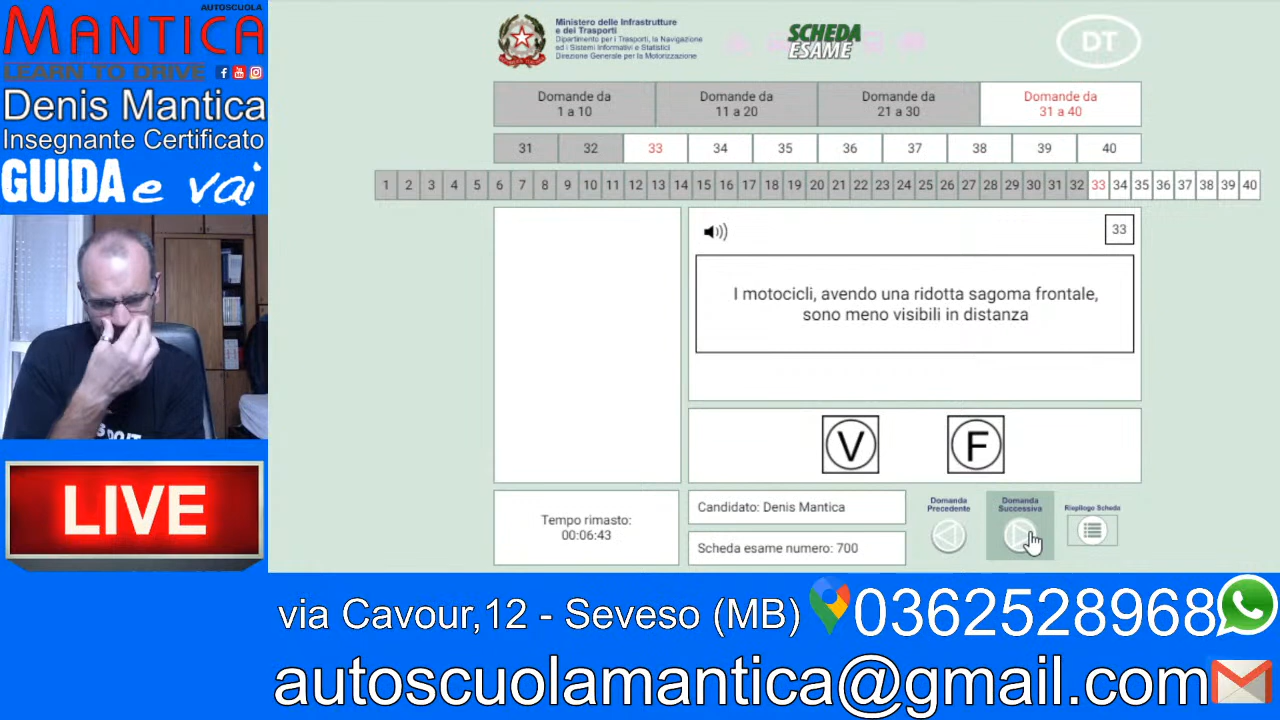 AUTOSCUOLA
MANTICA
LEARN TO DRIVE
Denis Mantica
Insegnante Certificato
GUIDA e vai
LIVE
Ministero delle Infrastrutture
e dei Trasporti
Dipartimento per i Trasporti, la Navigazione
ed i Sistemi Informativi e Statistici
Direzione Generale per la Motorizzazione
SCHEDA
ESAME
DT
Domande da
1 a 10
Domande da
11 a 20
Domande da
21 a 30
Domande da
31 a 40
31 32 33 34 35 36 37 38 39 40
1 2 3 4 5 6 7 8 9 10 11 12 13 14 15 16 17 18 19 20 21 22 23 24 25 26 27 28 29 30 31 32 33 34 35 36 37 38 39 40
33
I motocicli, avendo una ridotta sagoma frontale,
sono meno visibili in distanza
V F
Tempo rimasto:
00:06:43
Candidato: Denis Mantica
Scheda esame numero: 700
Domanda
Precedente
Domanda
Successiva
Riepilogo Scheda
via Cavour,12 - Seveso (MB)
0362528968
autoscuolamantica@gmail.com